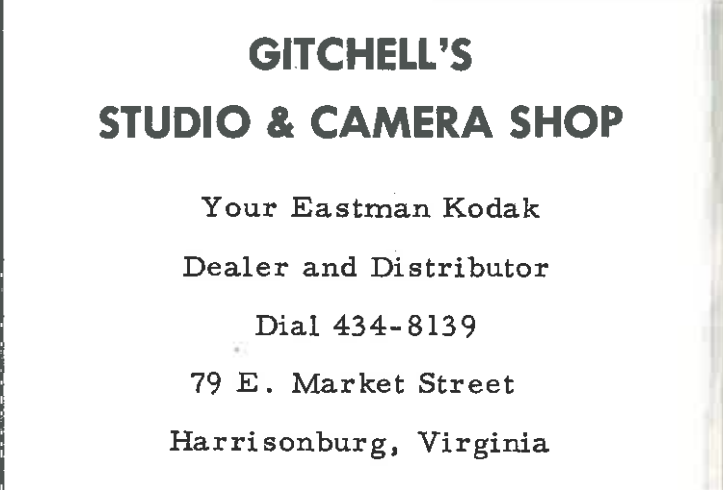 GITCHELL'S
STUDIO & CAMERA SHOP
Your Eastman Kodak
Dealer and Distributor
Dial 434-8139
79 E. Market Street
Harrisonburg, Virginia